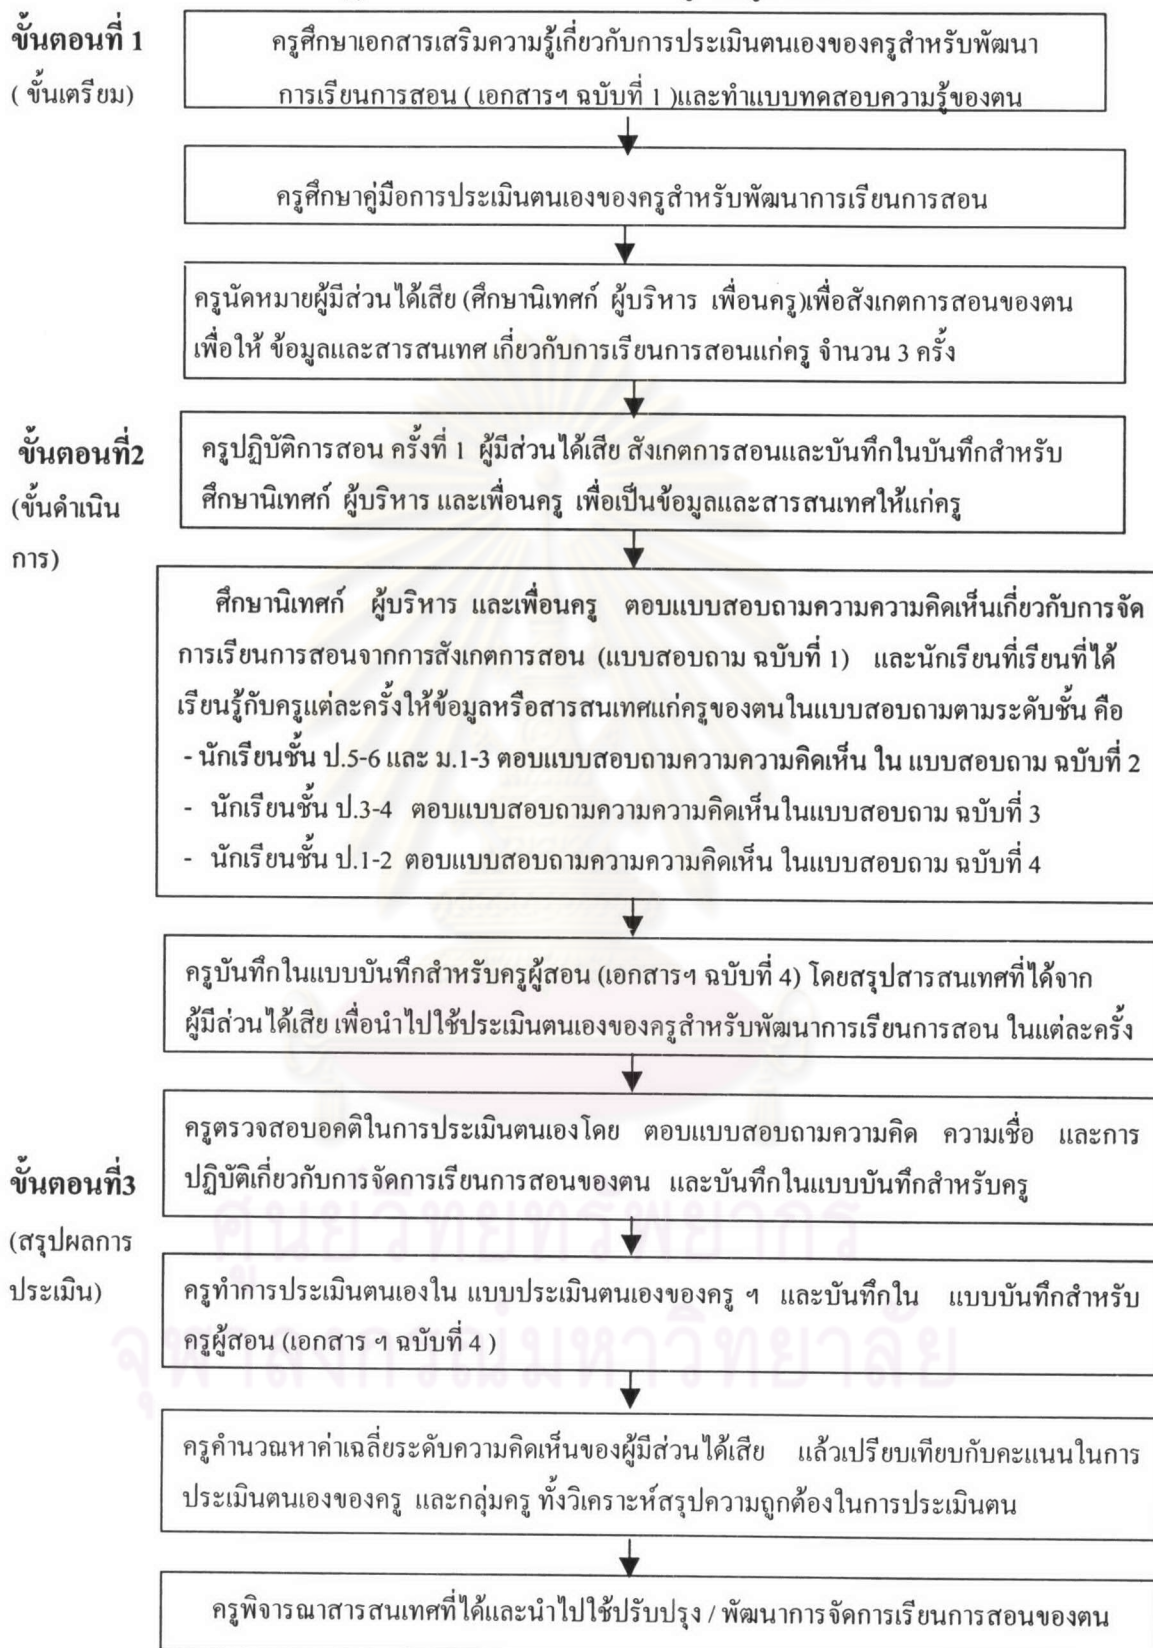 ขั้นตอนที่ 1
( ขั้นเตรียม)
ครูศึกษาเอกสารเสริมความรู้เกี่ยวกับการประเมินตนเองของครูสำหรับพัฒนา
การเรียนการสอน ( เอกสารฯ ฉบับที่ 1 )และทำแบบทดสอบความรู้ของตน
ครูศึกษาคู่มือการประเมินตนเองของครูสำหรับพัฒนาการเรียนการสอน
ครูนัดหมายผู้มีส่วนได้เสีย (ศึกษานิเทศก์ ผู้บริหาร เพื่อนครู)เพื่อสังเกตการสอนของตน
เพื่อให้ ข้อมูลและสารสนเทศ เกี่ยวกับการเรียนการสอนแก่ครู จำนวน 3 ครั้ง
ขั้นตอนที่2
(ขั้นดำเนิน
การ)
ครูปฏิบัติการสอน ครั้งที่ 1 ผู้มีส่วนได้เสีย สังเกตการสอนและบันทึกในบันทึกสำหรับ
ศึกษานิเทศก์ ผู้บริหาร และเพื่อนครู เพื่อเป็นข้อมูลและสารสนเทศให้แก่ครู
ศึกษานิเทศก์ ผู้บริหาร และเพื่อนครู ตอบแบบสอบถามความความคิดเห็นเกี่ยวกับการจัด
การเรียนการสอนจากการสังเกตการสอน (แบบสอบถาม ฉบับที่ 1) และนักเรียนที่เรียนที่ได้
เรียนรู้กับครูแต่ละครั้งให้ข้อมูลหรือสารสนเทศแก่ครูของตนในแบบสอบถามตามระดับชั้น คือ
- นักเรียนชั้น ป.5-6 และ ม.1-3 ตอบแบบสอบถามความความคิดเห็น ใน แบบสอบถาม ฉบับที่ 2
- นักเรียนชั้น ป.3-4 ตอบแบบสอบถามความความคิดเห็นในแบบสอบถาม ฉบับที่ 3
- นักเรียนชั้น ป.1-2 ตอบแบบสอบถามความความคิดเห็น ในแบบสอบถาม ฉบับที่ 4
ครูบันทึกในแบบบันทึกสำหรับครูผู้สอน (เอกสารฯ ฉบับที่ 4) โดยสรุปสารสนเทศที่ได้จาก
ผู้มีส่วนได้เสีย เพื่อนำไปใช้ประเมินตนเองของครูสำหรับพัฒนาการเรียนการสอน ในแต่ละครั้ง
ขั้นตอนที่3
(สรุปผลการ
ประเมิน)
ครูตรวจสอบอคติในการประเมินตนเองโดย ตอบแบบสอบถามความคิด ความเชื่อ และการ
ปฏิบัติเกี่ยวกับการจัดการเรียนการสอนของตน และบันทึกในแบบบันทึกสำหรับครู
ศูนย์วิทยทรัพยากร
ครูทำการประเมินตนเองใน แบบประเมินตนเองของครู ฯ และบันทึกใน แบบบันทึกสำหรับ
ครูผู้สอน (เอกสาร ฯ ฉบับที่ 4 )
จุฬาลงกรณ์มหาวิทยาลัย
ครูคำนวณหาค่าเฉลี่ยระดับความคิดเห็นของผู้มีส่วนได้เสีย แล้วเปรียบเทียบกับคะแนนในการ
ประเมินตนเองของครู และกลุ่มครู ทั้งวิเคราะห์สรุปความถูกต้องในการประเมินตน
ครูพิจารณาสารสนเทศที่ได้และนำไปใช้ปรับปรุง / พัฒนาการจัดการเรียนการสอนของตน